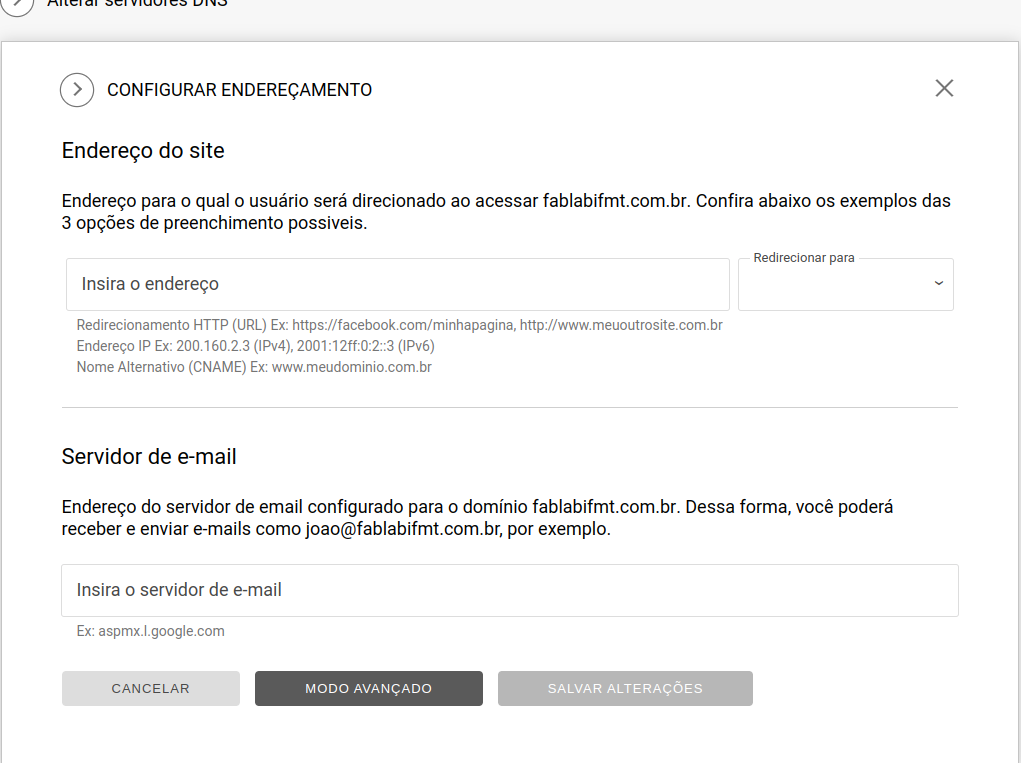 Alterar servidores DNS
CONFIGURAR ENDEREÇAMENTO
Endereço do site
Endereço para o qual o usuário será direcionado ao acessar fablabifmt.com.br. Confira abaixo os exemplos das
3 opções de preenchimento possiveis.
Redirecionar para
Insira o endereço
Redirecionamento HTTP (URL) Ex: https://facebook.com/minhapagina, http://www.meuoutrosite.com.br
Endereço IP Ex: 200.160.2.3 (IPv4), 2001:12ff:0:2::3 (IPv6)
Nome Alternativo (CNAME) Ex: www.meudominio.com.br
Servidor de e-mail
Endereço do servidor de email configurado para o domínio fablabifmt.com.br. Dessa forma, você poderá
receber e enviar e-mails como joao@fablabifmt.com.br, por exemplo.
Insira o servidor de e-mail
Ex: aspmx.l.google.com
CANCELAR
MODO AVANÇADO
SALVAR ALTERAÇÕES